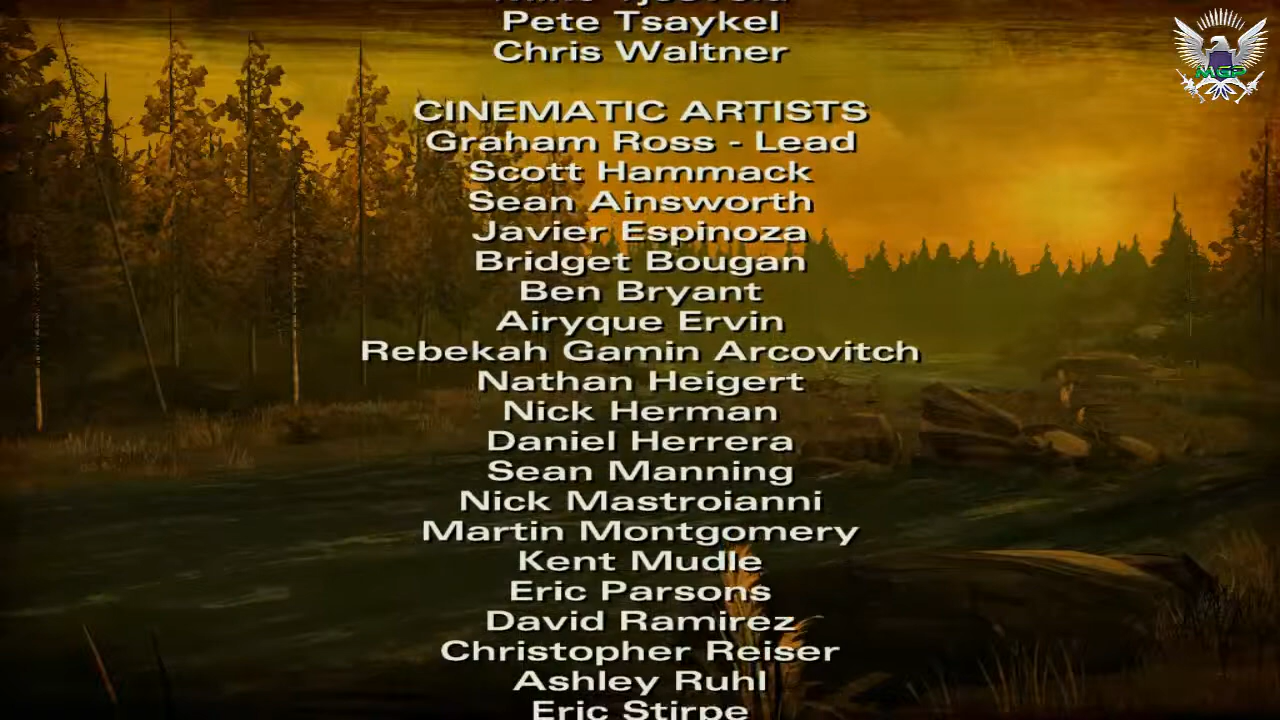 Pete Tsaykel
Chris Waltner
CINEMATIC ARTISTS
Graham Ross - Lead
Scott Hammack
Sean Ainsworth
Javier Espinoza
Bridget Bougan
Ben Bryant
Airyque Ervin
Rebekah Gamin Arcovitch
Nathan Heigert
Nick Herman
Daniel Herrera
Sean Manning
Nick Mastroianni
Martin Montgomery
Kent Mudle
Eric Parsons
David Ramirez
Christopher Reiser
Ashley Ruhl
Eric Stirpe
MGP